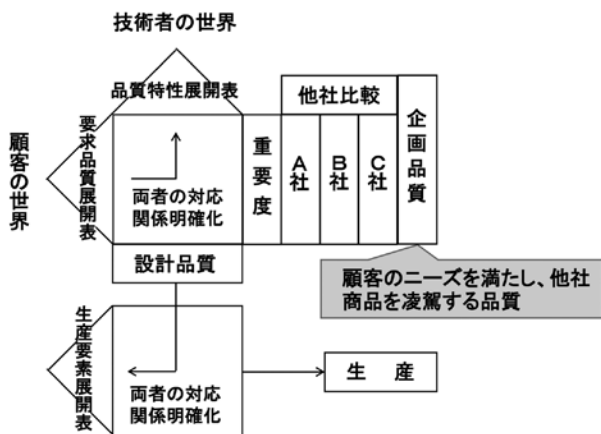 技術者の世界
品質特性展開表
他社比較
企画品質
顧客の世界
要求品質展開表
重要度
A社
B社
C社
両者の対応
関係明確化
設計品質
顧客のニーズを満たし、他社
商品を凌駕する品質
生産要素展開表
両者の対応
関係明確化
生 産